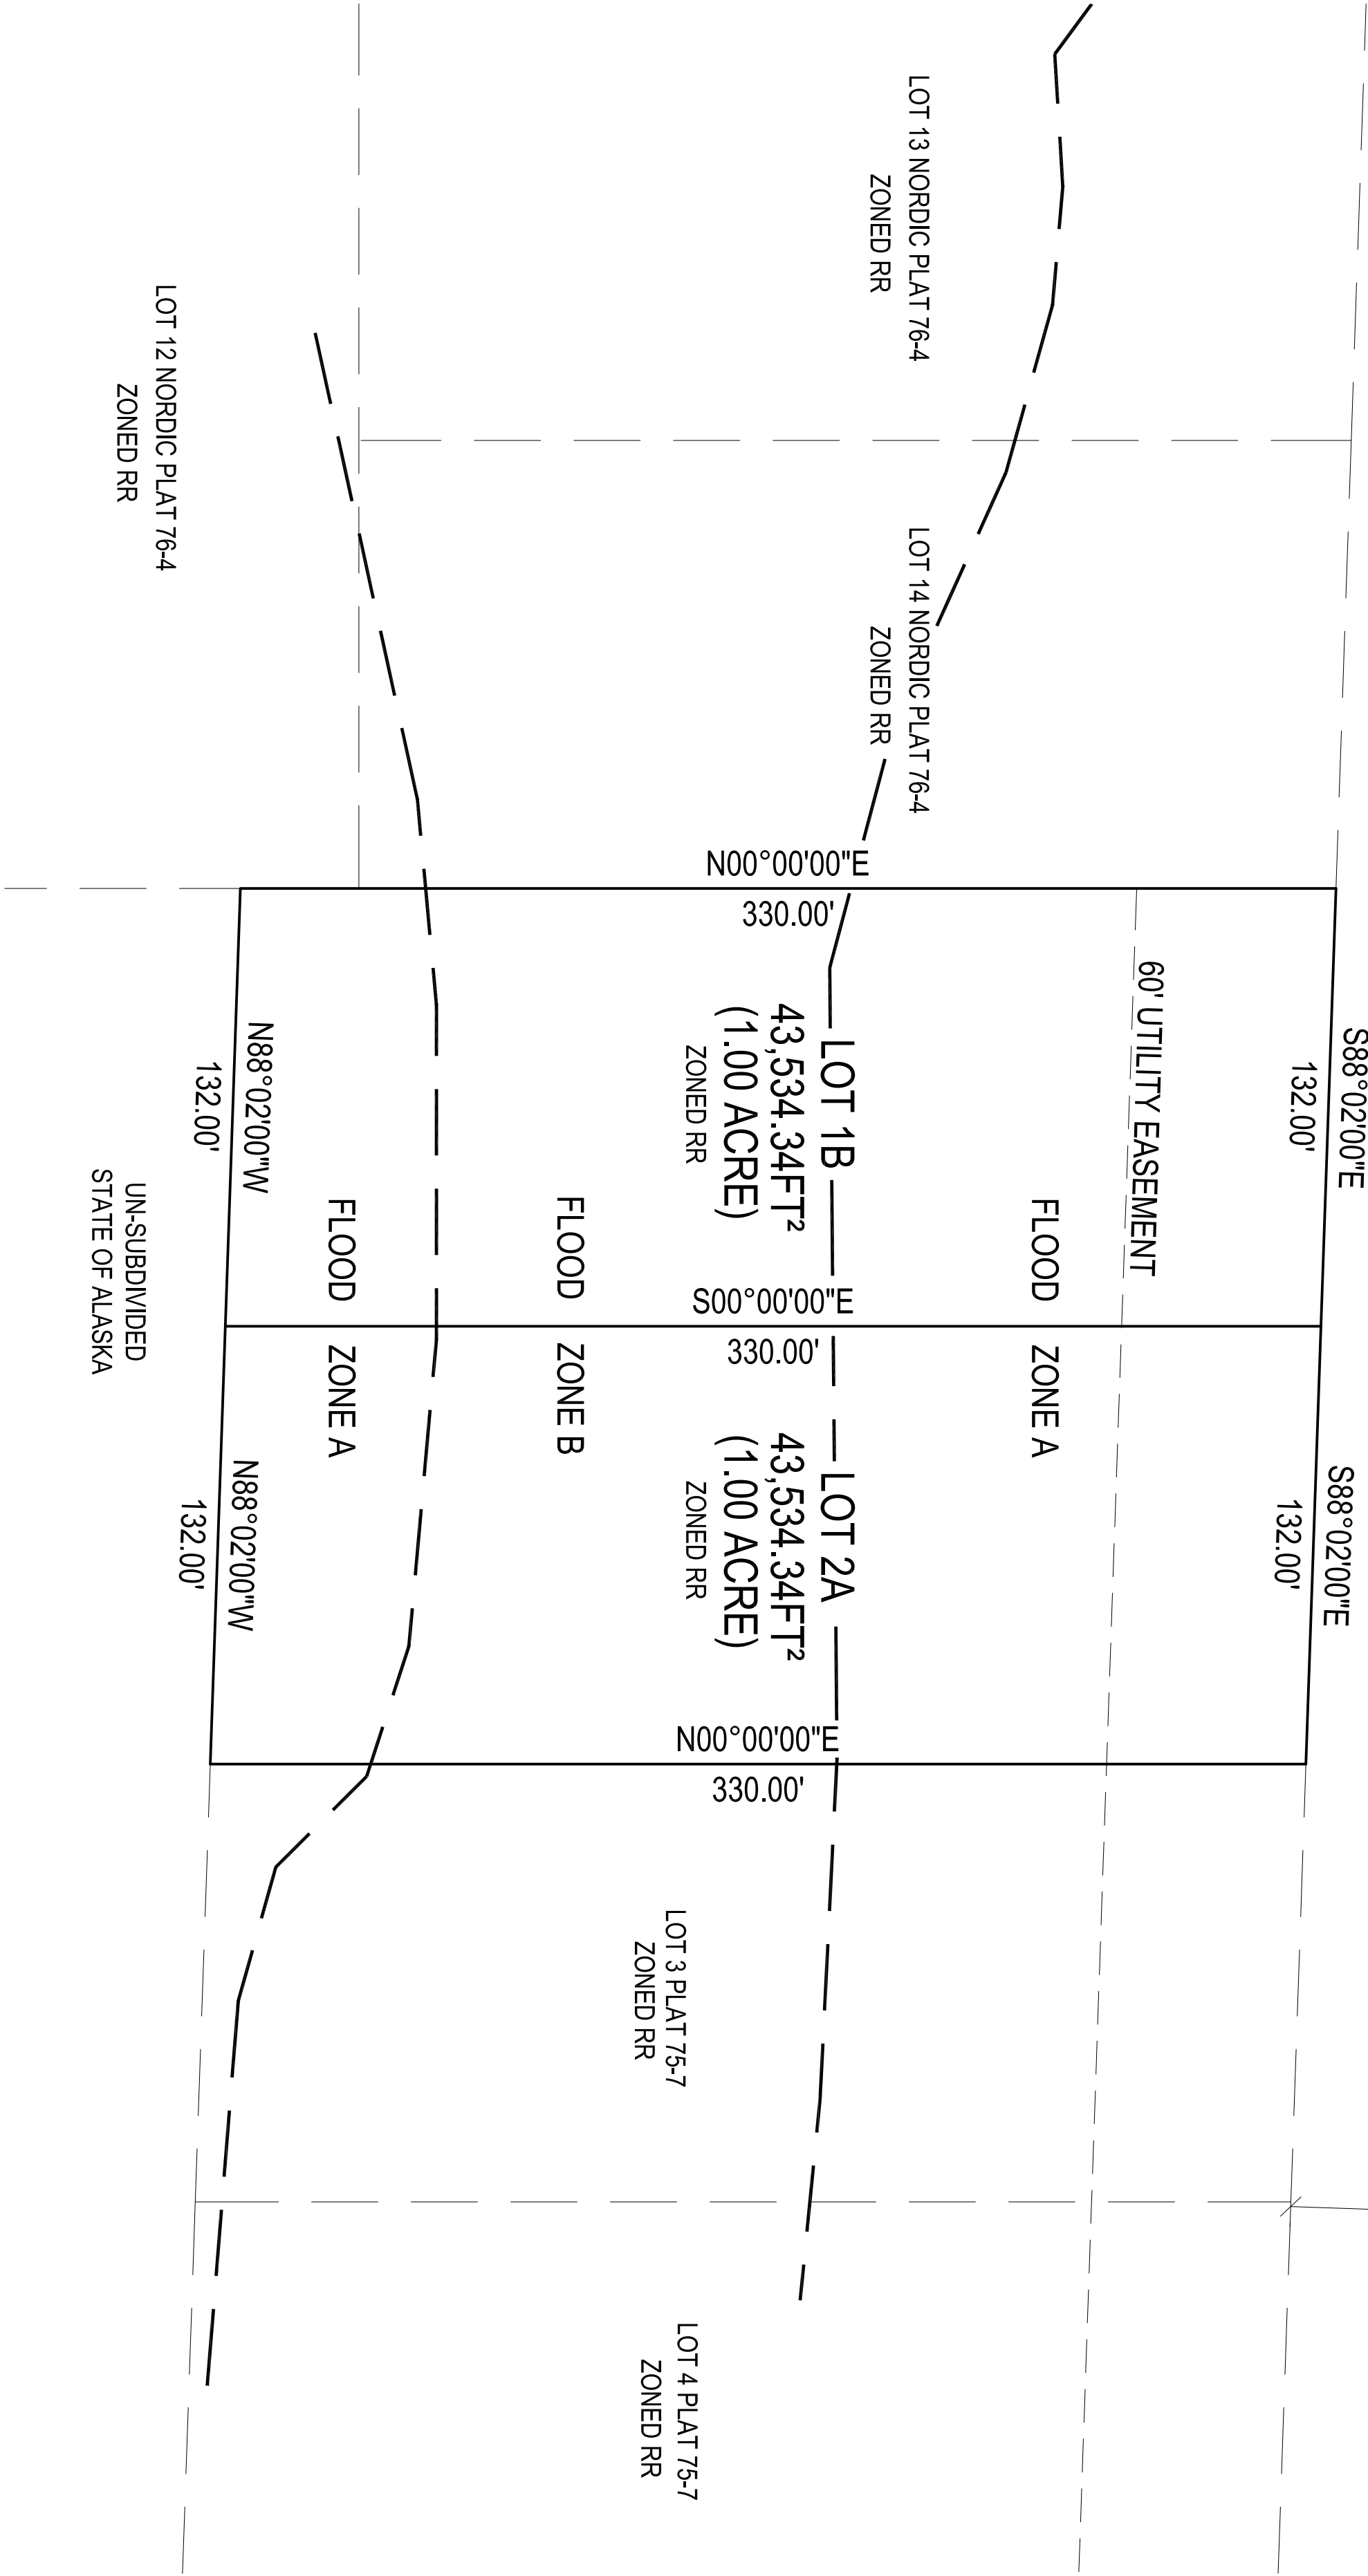 LOT 13 NORDIC PLAT 76-4
ZONED RR
LOT 12 NORDIC PLAT 76-4
ZONED RR
LOT 14 NORDIC PLAT 76-4
ZONED RR
N00°00'00"E
330.00'
S88°02'00"E
132.00'
60' UTILITY EASEMENT
LOT 1B
43,534.34FT²
(1.00 ACRE)
ZONED RR
N88°02'00"W
132.00'
FLOOD ZONE A
FLOOD ZONE B
FLOOD ZONE A
UN-SUBDIVIDED
STATE OF ALASKA
S00°00'00"E
330.00'
S88°02'00"E
132.00'
LOT 2A
43,534.34FT²
(1.00 ACRE)
ZONED RR
N88°02'00"W
132.00'
N00°00'00"E
330.00'
LOT 3 PLAT 75-7
ZONED RR
LOT 4 PLAT 75-7
ZONED RR